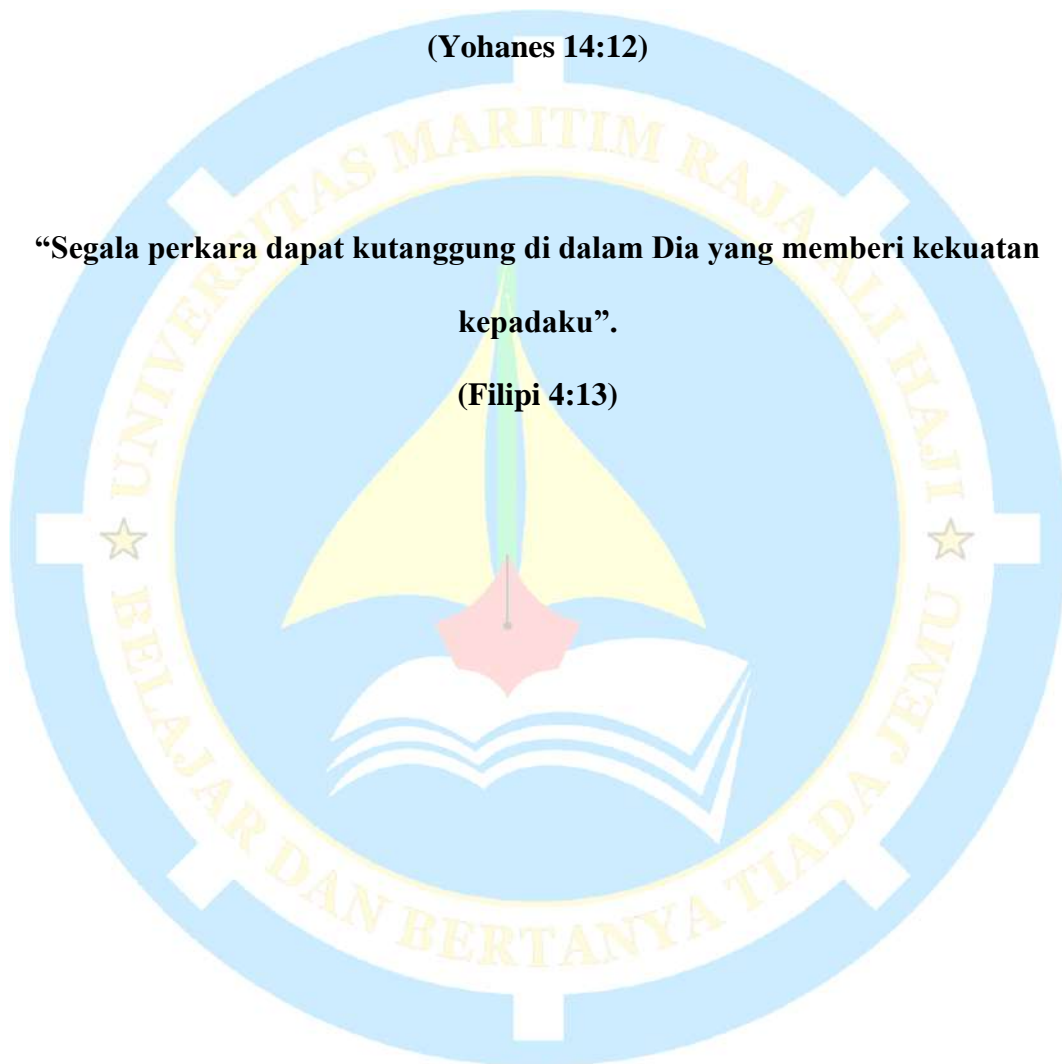 (Yohanes 14:12)
UNIVERSITAS MARITIM RAJA ALI HAJI
“Segala perkara dapat kutanggung di dalam Dia yang memberi kekuatan
kepadaku”.
(Filipi 4:13)
BELAJAR DAN BERTANYA TIADA JEMU